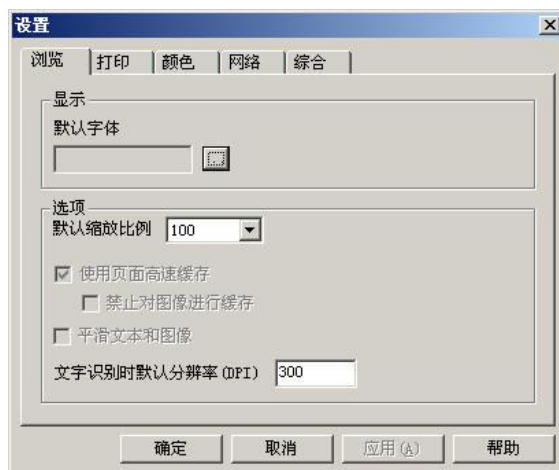 设置
浏览 打印 颜色 网络 综合
显示
默认字体
...
选项
默认缩放比例 100
使用页面高速缓存
禁止对图像进行缓存
平滑文本和图像
文字识别时默认分辨率(DPI) 300
确定 取消 应用(A) 帮助